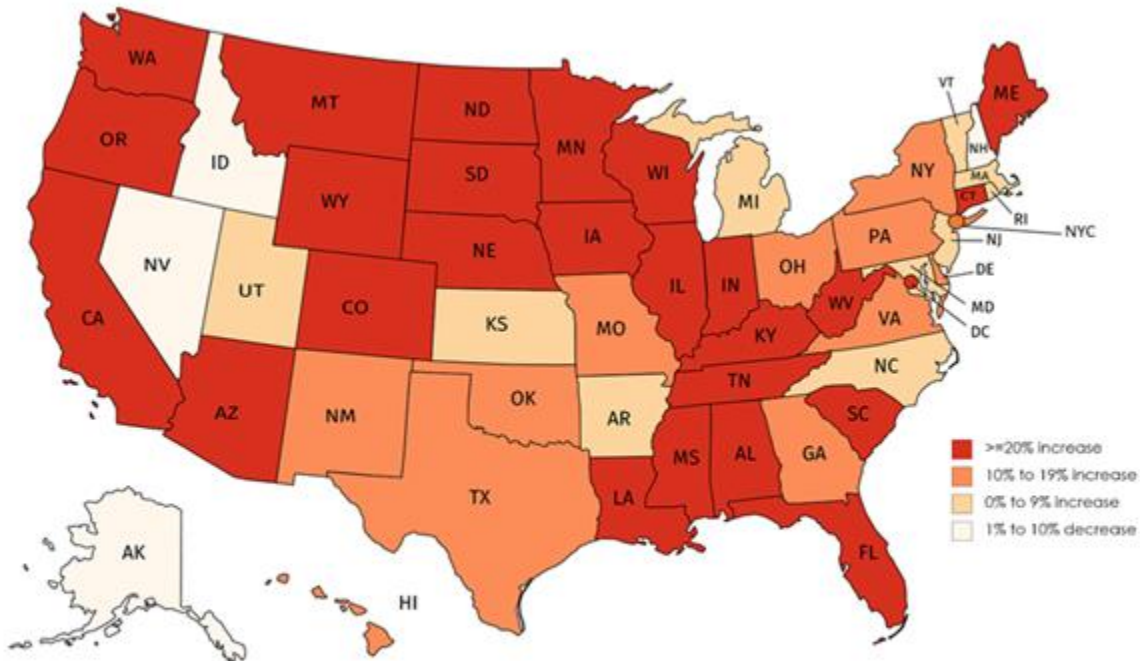 WA
MT
ND
MN
ME
VT
OR
ID
SD
WI
NH
NY
MA
WY
MI
CT
RI
NYC
NE
IA
PA
NJ
NV
UT
CO
IL
IN
OH
DE
CA
KS
MO
WV
VA
MD
DC
KY
NC
TN
AZ
NM
OK
AR
SC
MS
AL
GA
TX
LA
FL
AK
HI
>=20% increase
10% to 19% increase
0% to 9% increase
1% to 10% decrease